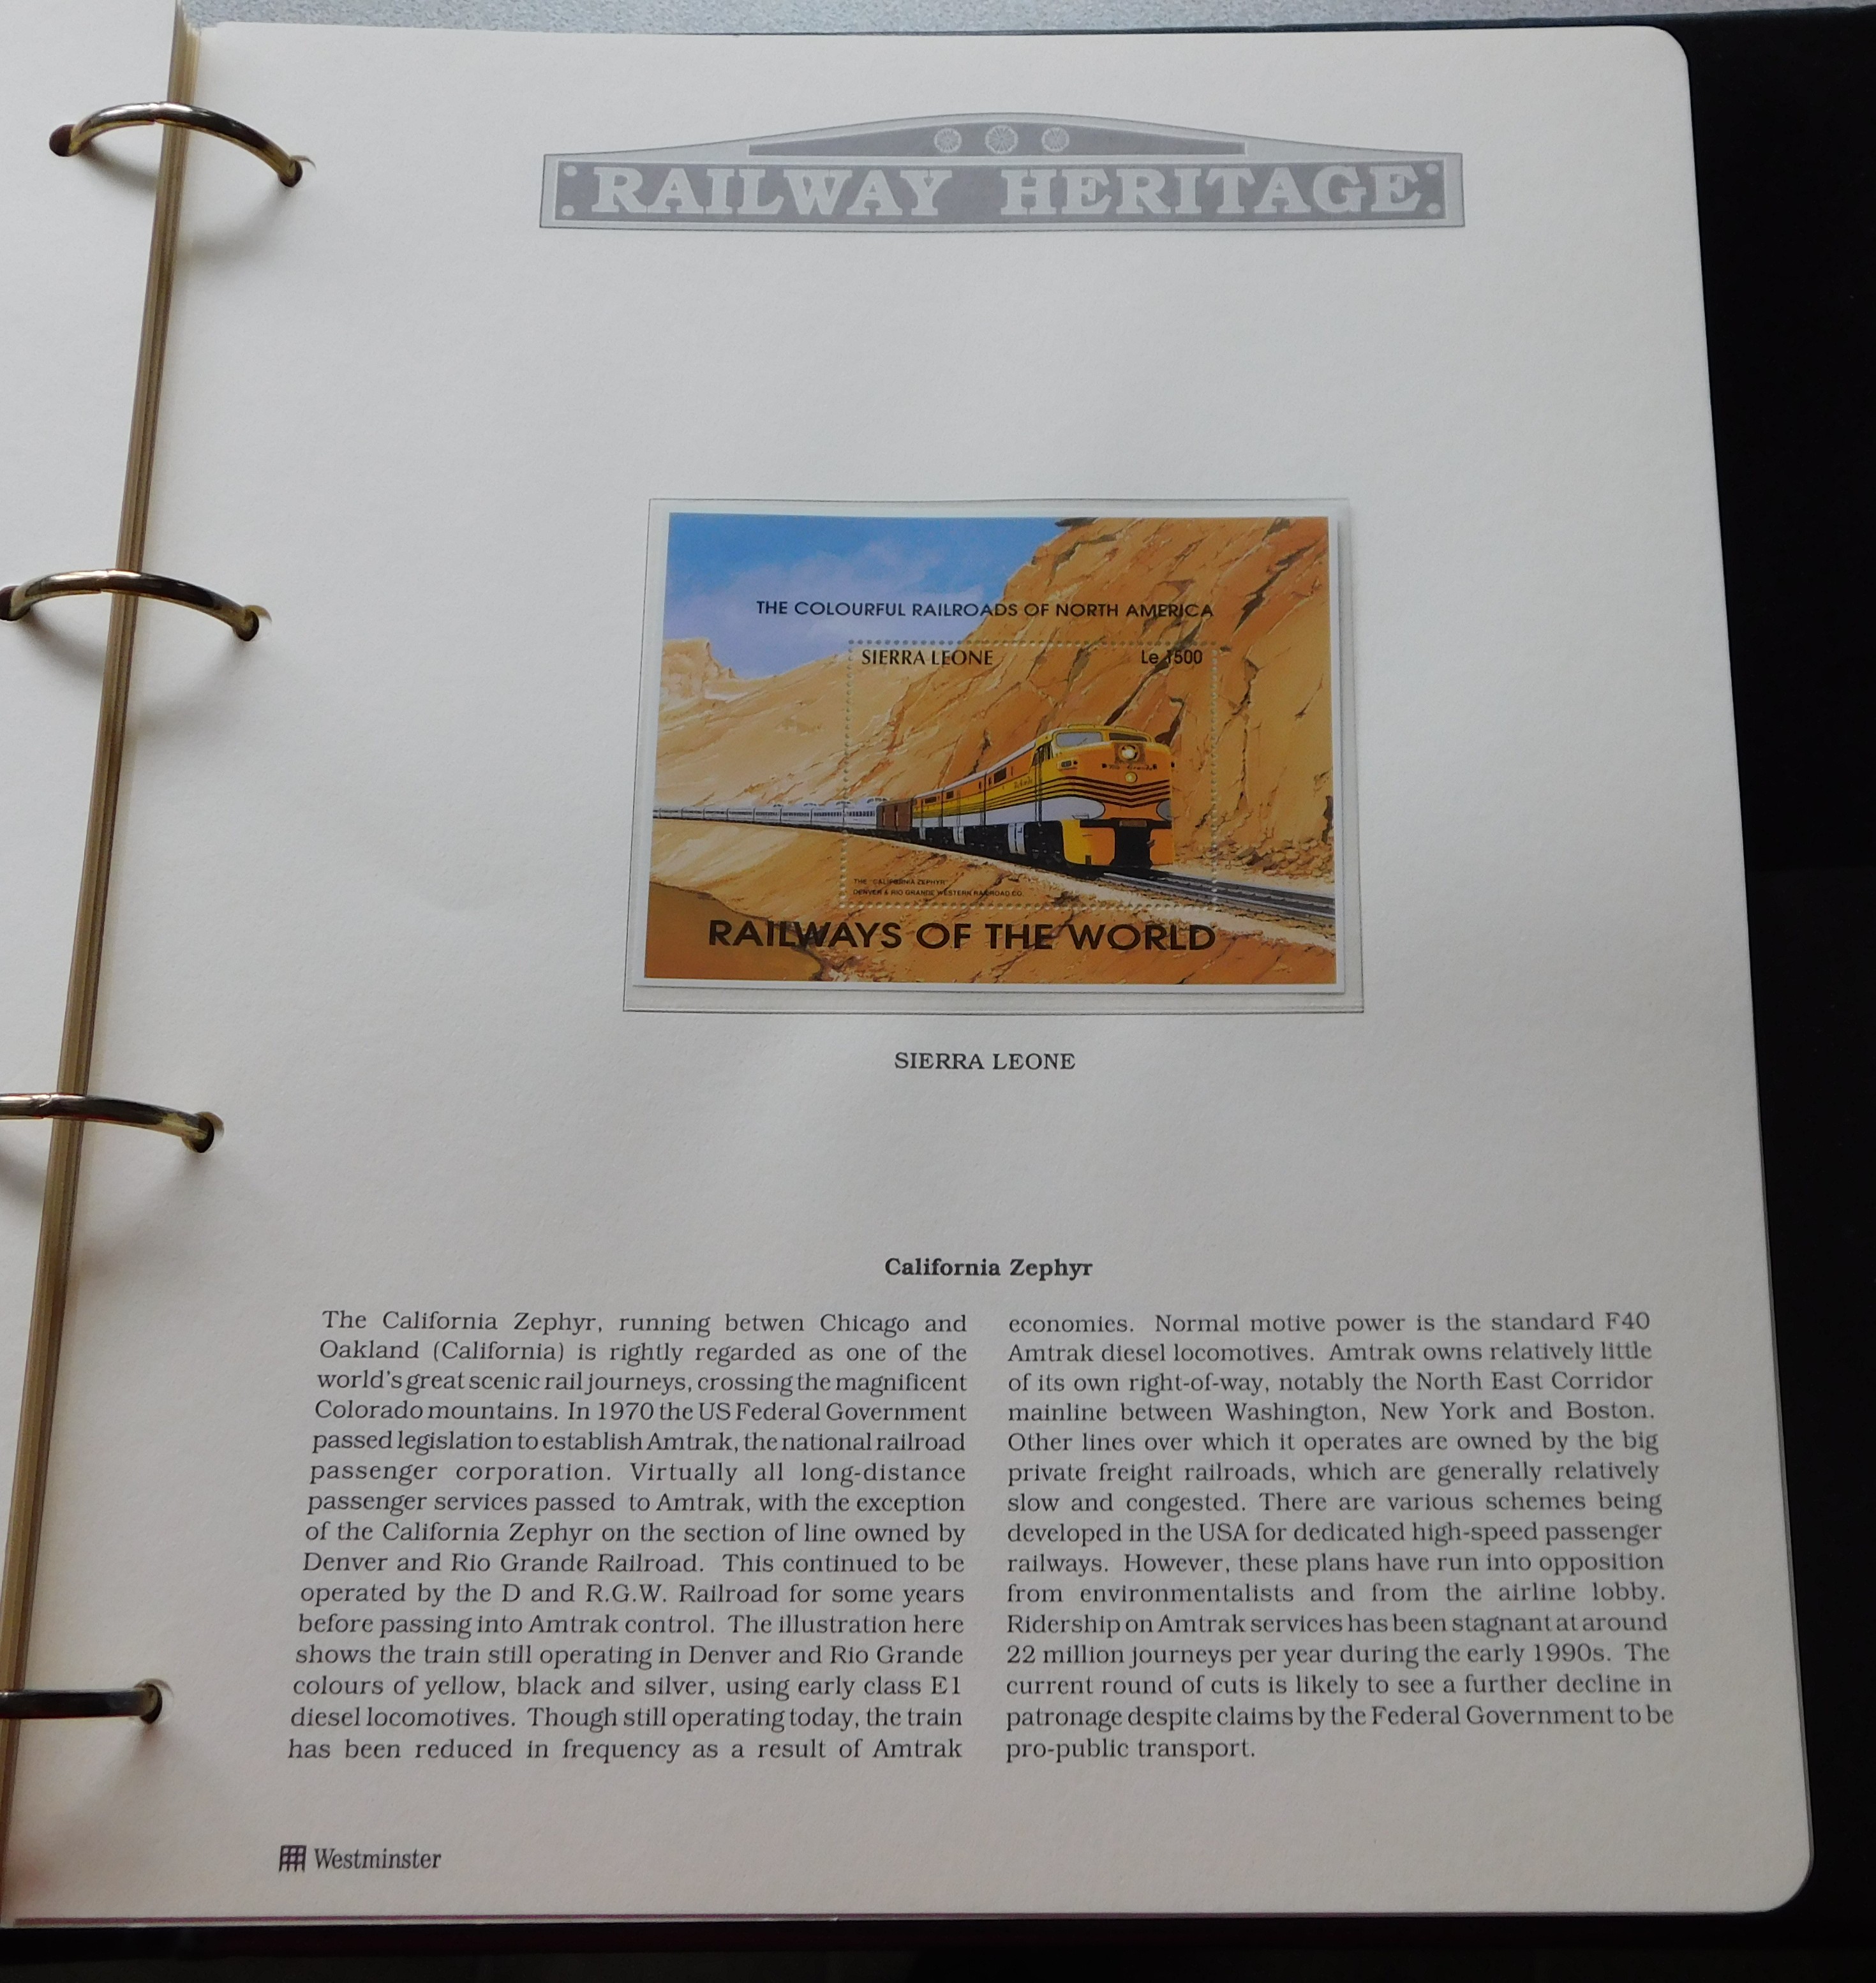 RAILWAY HERITAGE
THE COLOURFUL RAILROADS OF NORTH AMERICA
SIERRA LEONE Le 1500
Rio Grande
THE "CALIFORNIA ZEPHYR"
DENVER & RIO GRANDE WESTERN RAILROAD CO.
RAILWAYS OF THE WORLD
SIERRA LEONE
California Zephyr
The California Zephyr, running betwen Chicago and
Oakland (California) is rightly regarded as one of the
world's great scenic rail journeys, crossing the magnificent
Colorado mountains. In 1970 the US Federal Government
passed legislation to establish Amtrak, the national railroad
passenger corporation. Virtually all long-distance
passenger services passed to Amtrak, with the exception
of the California Zephyr on the section of line owned by
Denver and Rio Grande Railroad. This continued to be
operated by the D and R.G.W. Railroad for some years
before passing into Amtrak control. The illustration here
shows the train still operating in Denver and Rio Grande
colours of yellow, black and silver, using early class E1
diesel locomotives. Though still operating today, the train
has been reduced in frequency as a result of Amtrak
economies. Normal motive power is the standard F40
Amtrak diesel locomotives. Amtrak owns relatively little
of its own right-of-way, notably the North East Corridor
mainline between Washington, New York and Boston.
Other lines over which it operates are owned by the big
private freight railroads, which are generally relatively
slow and congested. There are various schemes being
developed in the USA for dedicated high-speed passenger
railways. However, these plans have run into opposition
from environmentalists and from the airline lobby.
Ridership on Amtrak services has been stagnant at around
22 million journeys per year during the early 1990s. The
current round of cuts is likely to see a further decline in
patronage despite claims by the Federal Government to be
pro-public transport.
Westminster